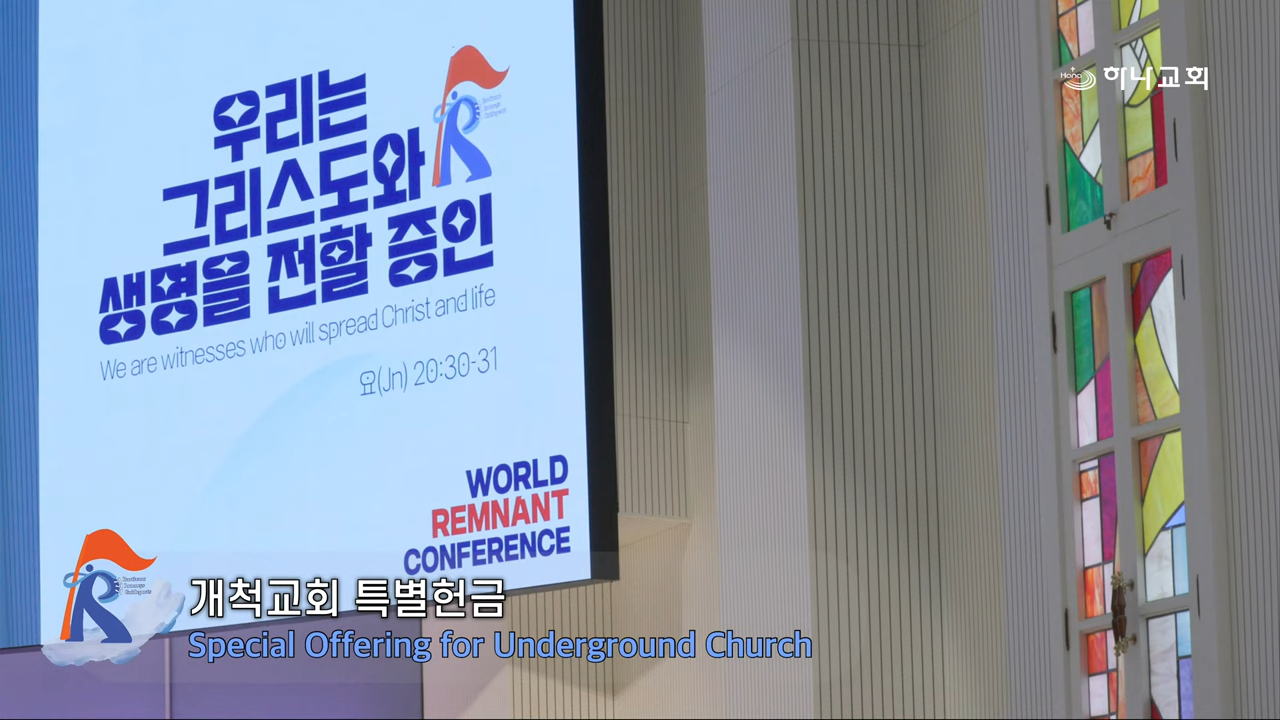 우리는
그리스도와
생명을 전할 증인
We are witnesses who will spread Christ and life
요(Jn) 20:30-31
WORLD
REMNANT
CONFERENCE
Hana 하나교회
개척교회 특별헌금
Special Offering for Underground Church